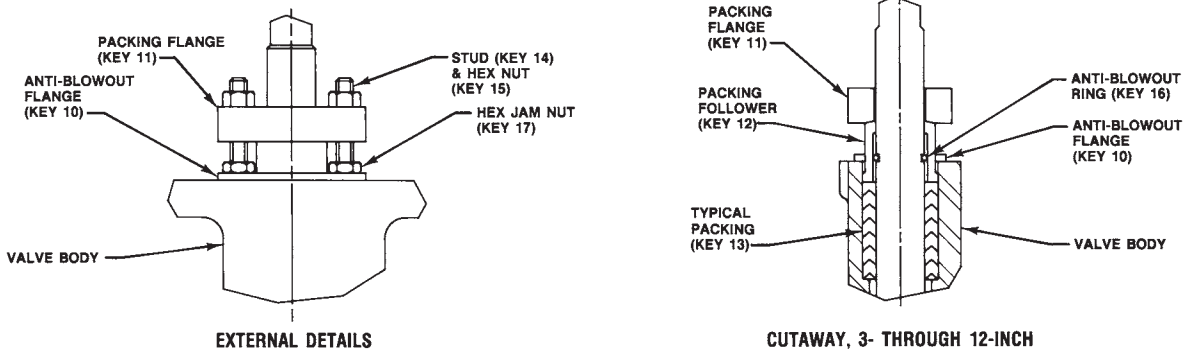 PACKING FLANGE
(KEY 11)
ANTI-BLOWOUT
FLANGE
(KEY 10)
STUD (KEY 14)
& HEX NUT
(KEY 15)
HEX JAM NUT
(KEY 17)
VALVE BODY
EXTERNAL DETAILS
PACKING
FLANGE
(KEY 11)
PACKING
FOLLOWER
(KEY 12)
ANTI-BLOWOUT
RING (KEY 16)
ANTI-BLOWOUT
FLANGE
(KEY 10)
TYPICAL
PACKING
(KEY 13)
VALVE BODY
CUTAWAY, 3- THROUGH 12-INCH